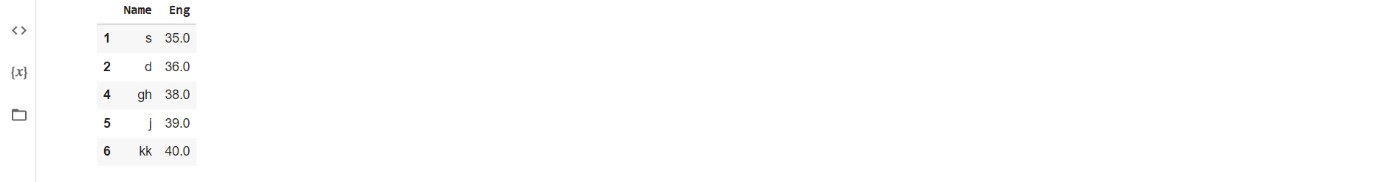 Name Eng
<>
1 s 35.0
{x}
2 d 36.0
4 gh 38.0
5 j 39.0
6 kk 40.0